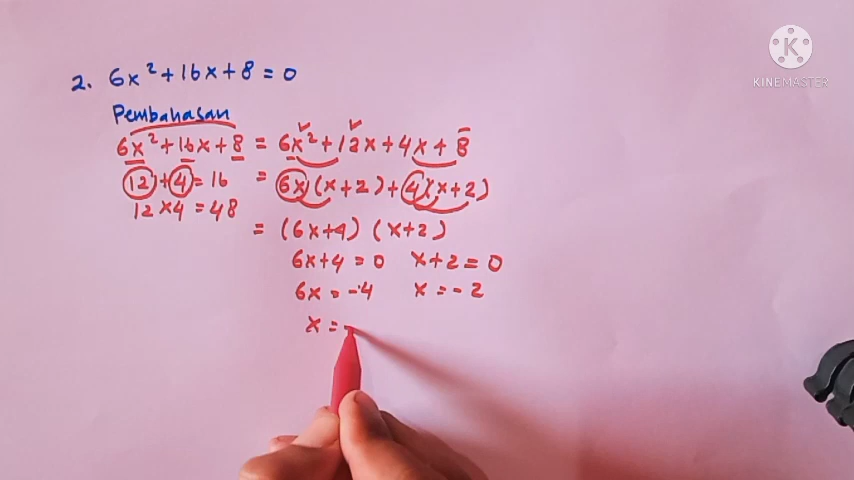 2. 6x² + 16x + 8 = 0
Pembahasan
6x² + 16x + 8 = 6x² + 12x + 4x + 8
12 + 4 = 16 = 6x (x + 2) + 4 (x + 2)
12 x 4 = 48
= (6x + 4) (x + 2)
6x + 4 = 0 x + 2 = 0
6x = -4 x = -2
x = -
K
KINEMASTER